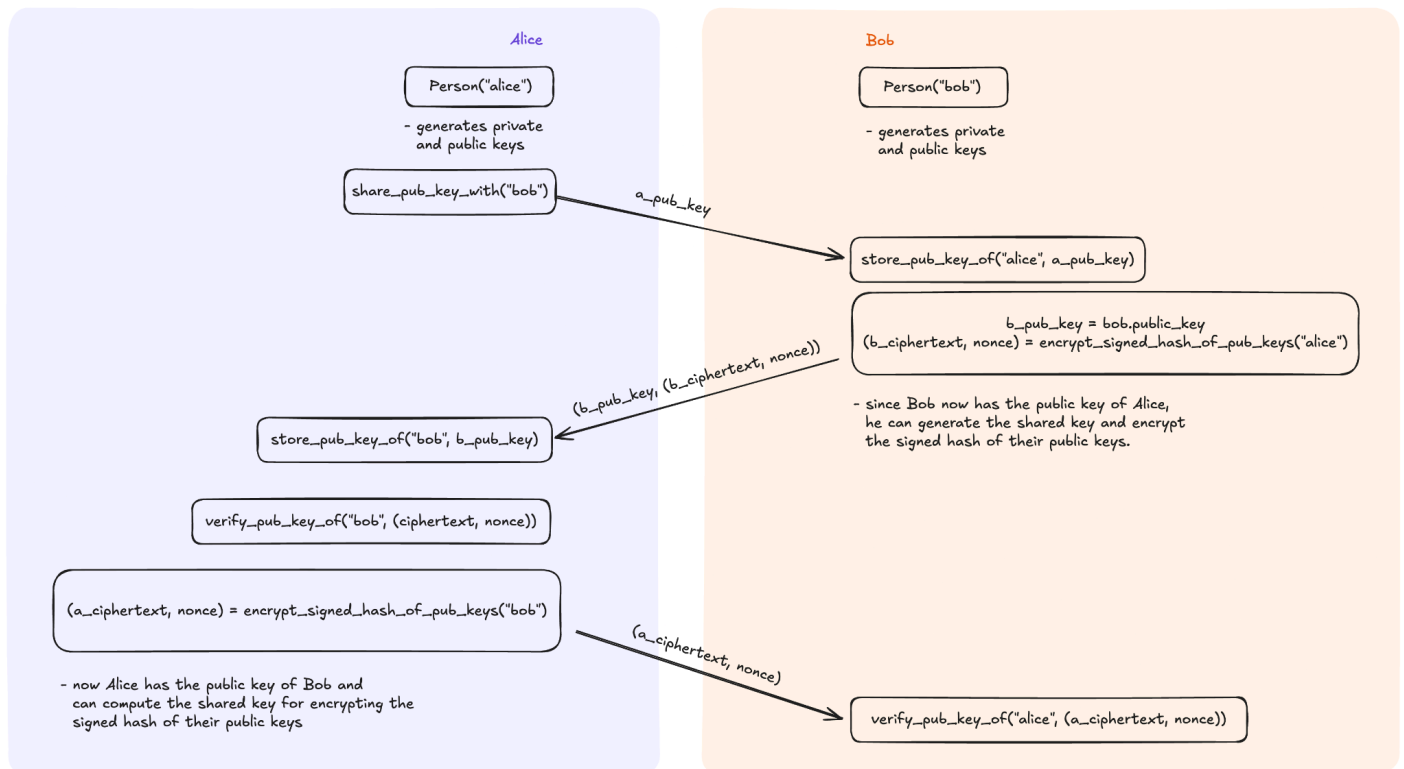 Alice
Person("alice")
- generates private
and public keys
share_pub_key_with("bob")
a_pub_key
Bob
Person("bob")
- generates private
and public keys
store_pub_key_of("alice", a_pub_key)
b_pub_key = bob.public_key
(b_ciphertext, nonce) = encrypt_signed_hash_of_pub_keys("alice")
- since Bob now has the public key of Alice,
he can generate the shared key and encrypt
the signed hash of their public keys.
(b_pub_key, (b_ciphertext, nonce))
store_pub_key_of("bob", b_pub_key)
verify_pub_key_of("bob", (ciphertext, nonce))
(a_ciphertext, nonce) = encrypt_signed_hash_of_pub_keys("bob")
- now Alice has the public key of Bob and
can compute the shared key for encrypting the
signed hash of their public keys
(a_ciphertext, nonce)
verify_pub_key_of("alice", (a_ciphertext, nonce))